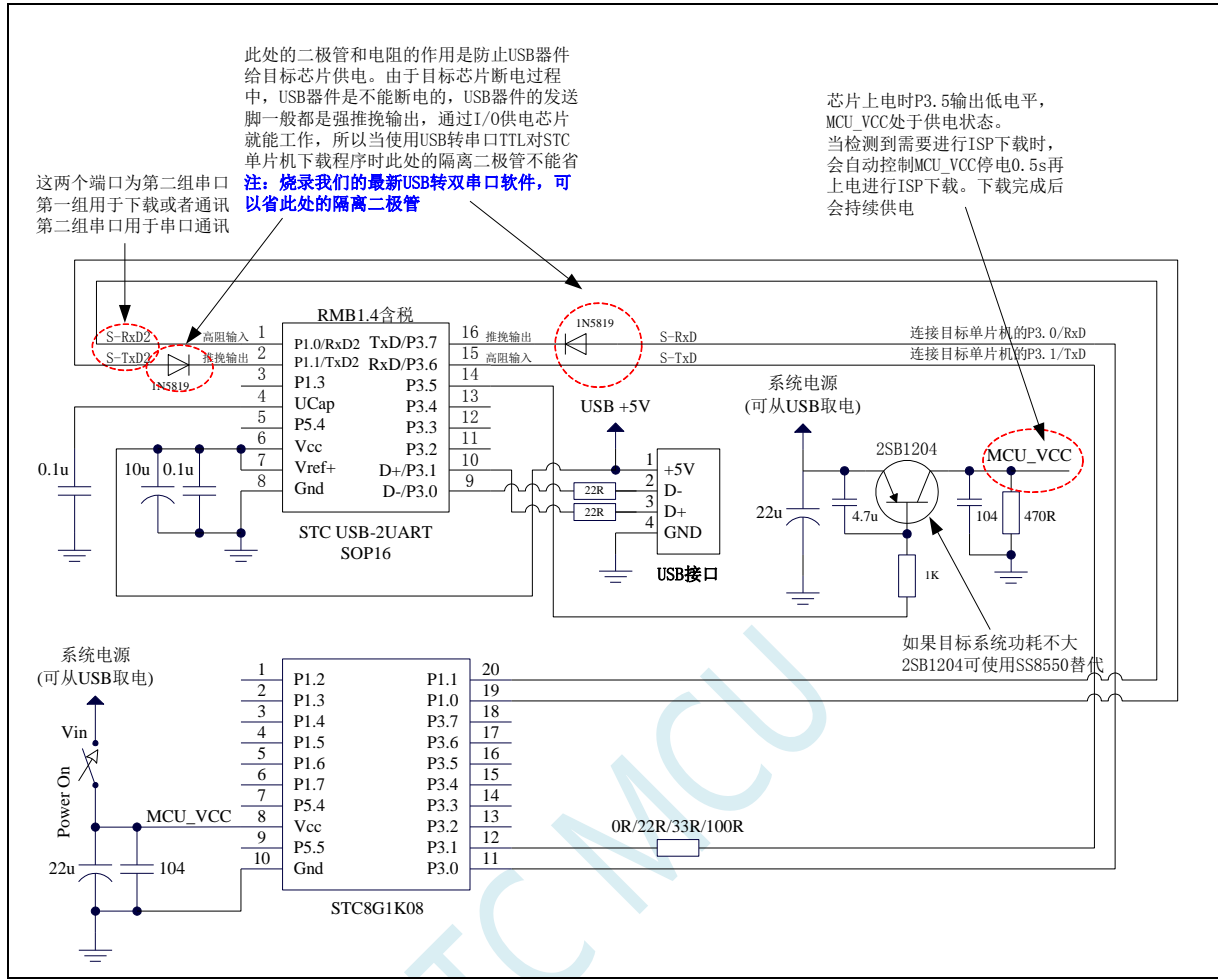 此处的二极管和电阻的作用是防止USB器件
给目标芯片供电。由于目标芯片断电过程
中，USB器件是不能断电的，USB器件的发送
脚一般都是强推挽输出，通过I/O供电芯片
就能工作，所以当使用USB转串口TTL对STC
单片机下载程序时此处的隔离二极管不能省
注：烧录我们的最新USB转双串口软件，可
以省此处的隔离二极管
芯片上电时P3.5输出低电平，
MCU_VCC处于供电状态。
当检测到需要进行ISP下载时，
会自动控制MCU_VCC停电0.5s再
上电进行ISP下载。下载完成后
会持续供电
这两个端口为第二组串口
第一组用于下载或者通讯
第二组串口用于串口通讯
RMB1.4含税
S-RxD2 高阻输入 1 P1.0/RxD2 TxD/P3.7 16 推挽输出 1N5819 S-RxD 连接目标单片机的P3.0/RxD
S-TxD2 1N5819 推挽输出 2 P1.1/TxD2 RxD/P3.6 15 高阻输入 S-TxD 连接目标单片机的P3.1/TxD
3 P1.3 P3.5 14
4 UCap P3.4 13
5 P5.4 P3.3 12
6 Vcc P3.2 11
7 Vref+ D+/P3.1 10
8 Gnd D-/P3.0 9
0.1u 10u 0.1u
STC USB-2UART
SOP16
USB +5V
1 +5V
2 D-
3 D+
4 GND
22R
22R
USB接口
系统电源
(可从USB取电)
2SB1204
MCU_VCC
22u 4.7u 104 470R
1K
如果目标系统功耗不大
2SB1204可使用SS8550替代
系统电源
(可从USB取电)
Vin
Power On
MCU_VCC
22u 104
1 P1.2 P1.1 20
2 P1.3 P1.0 19
3 P1.4 P3.7 18
4 P1.5 P3.6 17
5 P1.6 P3.5 16
6 P1.7 P3.4 15
7 P5.4 P3.3 14
8 Vcc P3.2 13
9 P5.5 P3.1 12
10 Gnd P3.0 11
0R/22R/33R/100R
STC8G1K08
STC MCU